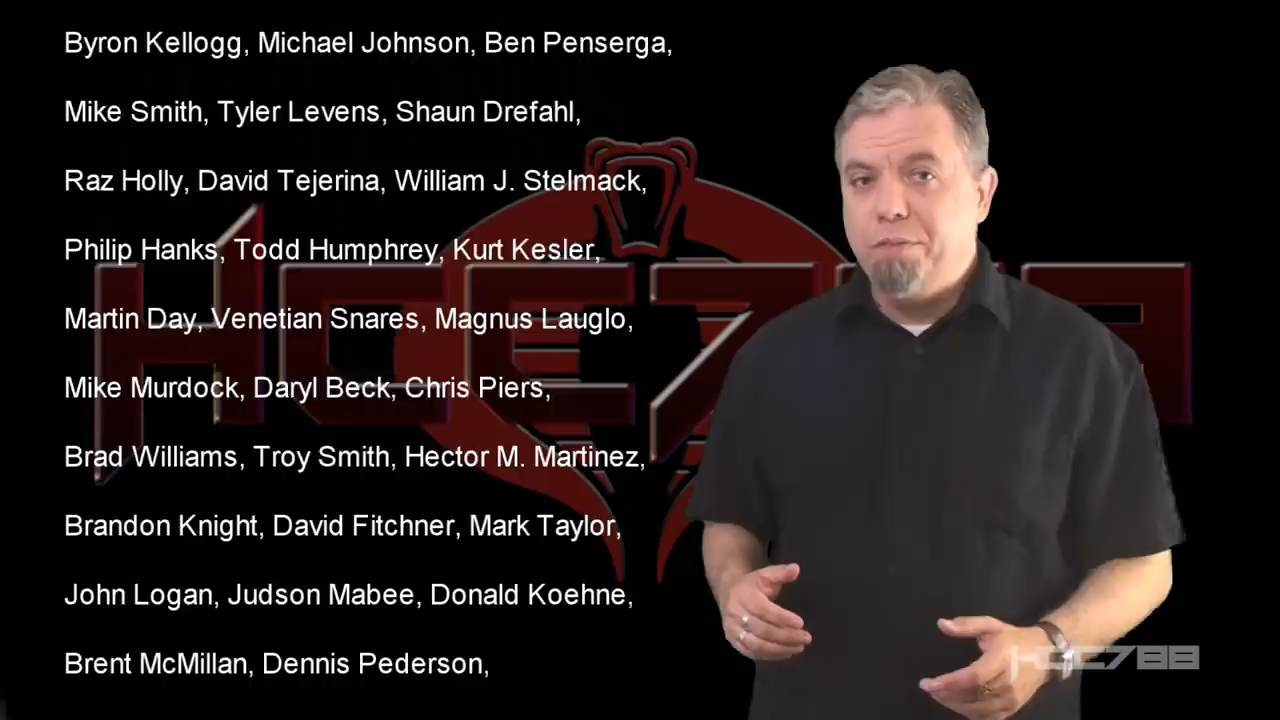 Byron Kellogg, Michael Johnson, Ben Penserga,
Mike Smith, Tyler Levens, Shaun Drefahl,
Raz Holly, David Tejerina, William J. Stelmack,
Philip Hanks, Todd Humphrey, Kurt Kesler,
Martin Day, Venetian Snares, Magnus Lauglo,
Mike Murdock, Daryl Beck, Chris Piers,
Brad Williams, Troy Smith, Hector M. Martinez,
Brandon Knight, David Fitchner, Mark Taylor,
John Logan, Judson Mabee, Donald Koehne,
Brent McMillan, Dennis Pederson,
HCC788